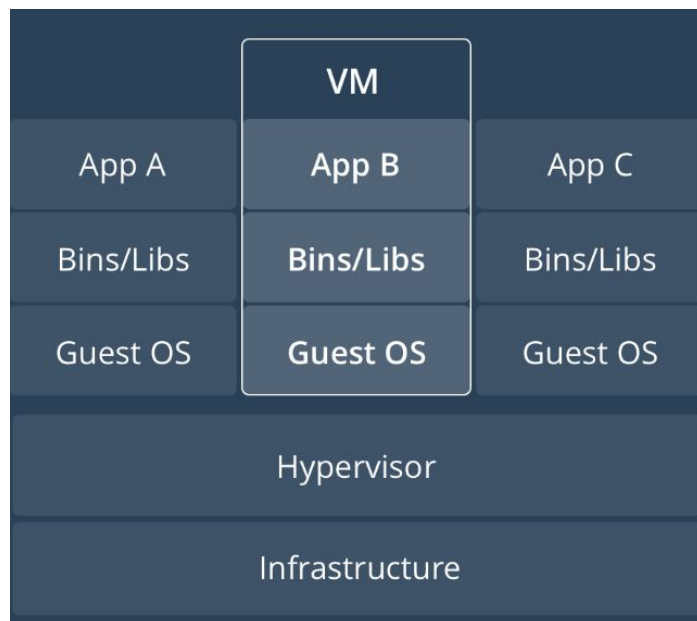 VM
App A
App B
App C
Bins/Libs
Bins/Libs
Bins/Libs
Guest OS
Guest OS
Guest OS
Hypervisor
Infrastructure